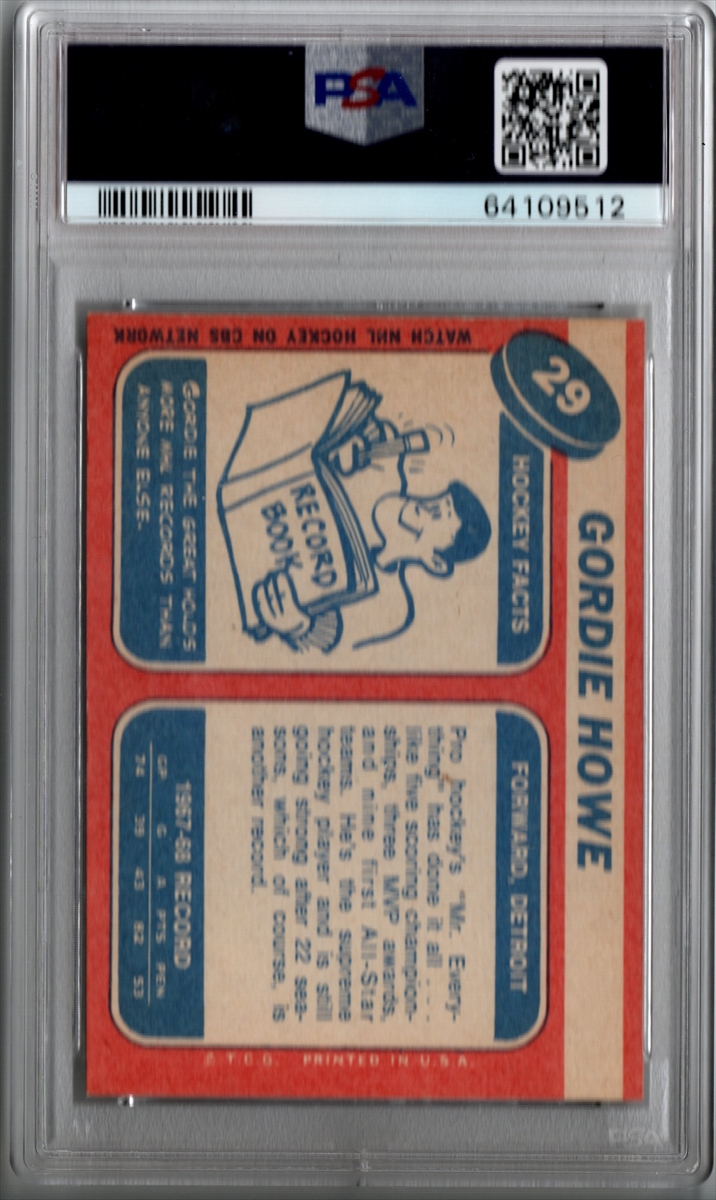 PSA
64109512
29
GORDIE HOWE
FORWARD, DETROIT
WATCH NHL HOCKEY ON CBS NETWORK
HOCKEY FACTS
RECORD
BOOK
GORDIE THE GREAT HOLDS
MORE NHL RECORDS THAN
ANYONE ELSE.
Pro hockey's "Mr. Every-
thing" has done it all . . .
like five scoring champion-
ships, three MVP awards,
and nine first All-Star
teams. He's the supreme
hockey player and is still
going strong after 22 sea-
sons, which of course, is
another record.
1967-68 RECORD
GP G A PTS PEN
74 39 43 82 53
© T.C.G. PRINTED IN U.S.A.
PSA